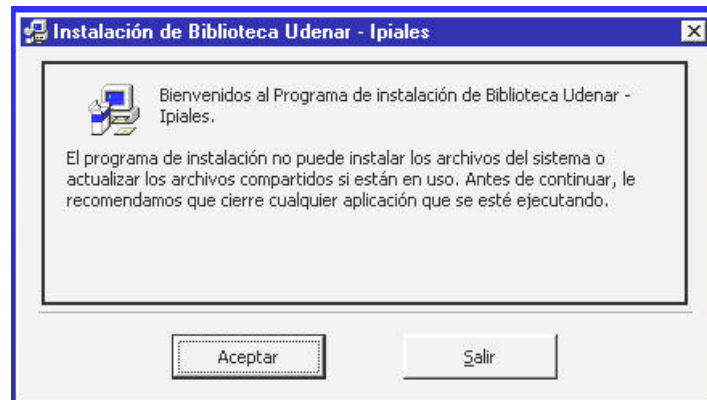 Instalación de Biblioteca Udenar - Ipiales
Bienvenidos al Programa de instalación de Biblioteca Udenar -
Ipiales.
El programa de instalación no puede instalar los archivos del sistema o
actualizar los archivos compartidos si están en uso. Antes de continuar, le
recomendamos que cierre cualquier aplicación que se esté ejecutando.
Aceptar
Salir